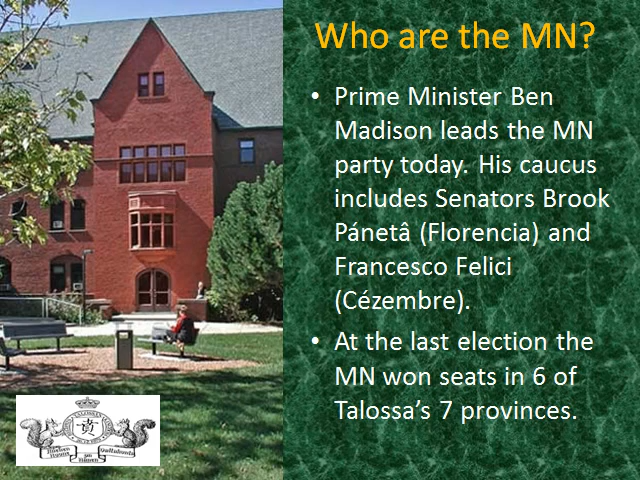 Who are the MN?
• Prime Minister Ben
Madison leads the MN
party today. His caucus
includes Senators Brook
Pánetâ (Florencia) and
Francesco Felici
(Cézembre).
• At the last election the
MN won seats in 6 of
Talossa's 7 provinces.